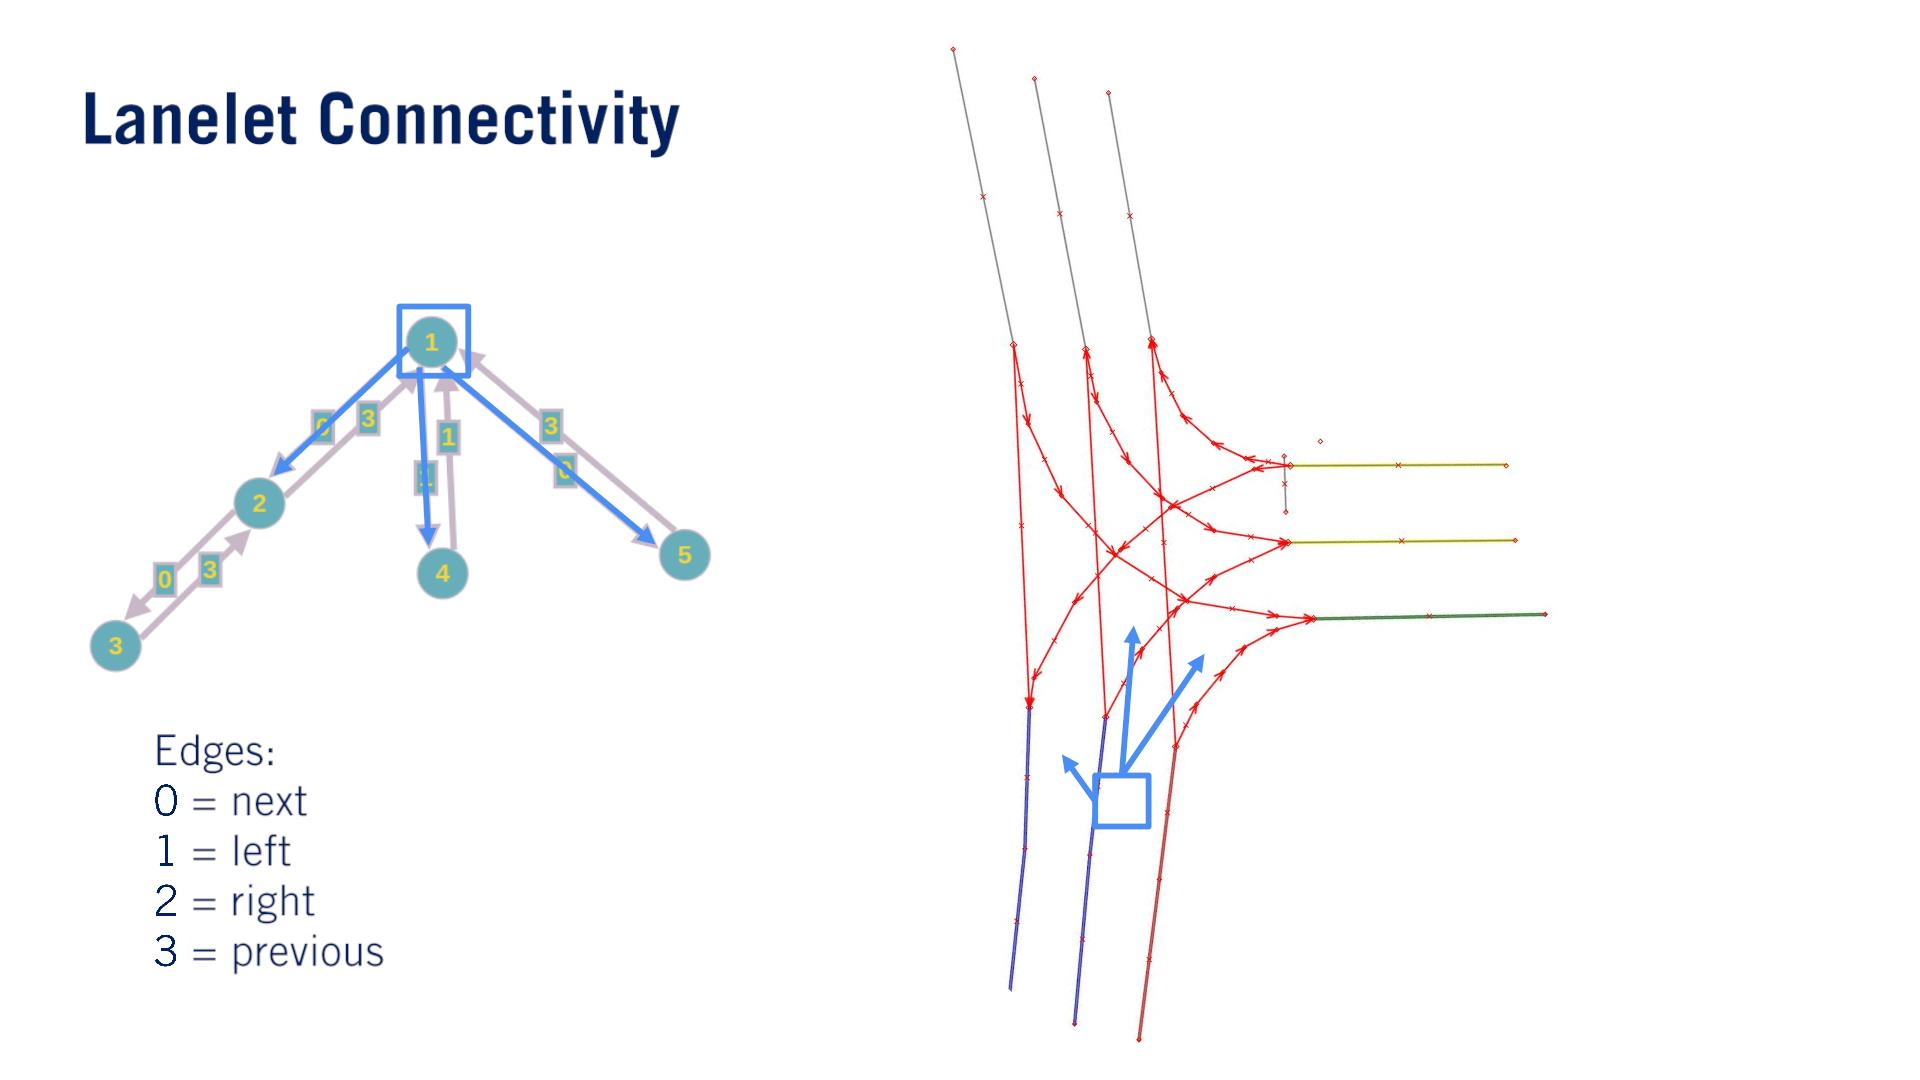 Lanelet Connectivity
1
0
3
3
1
1
0
2
0
3
5
4
3
Edges:
0 = next
1 = left
2 = right
3 = previous